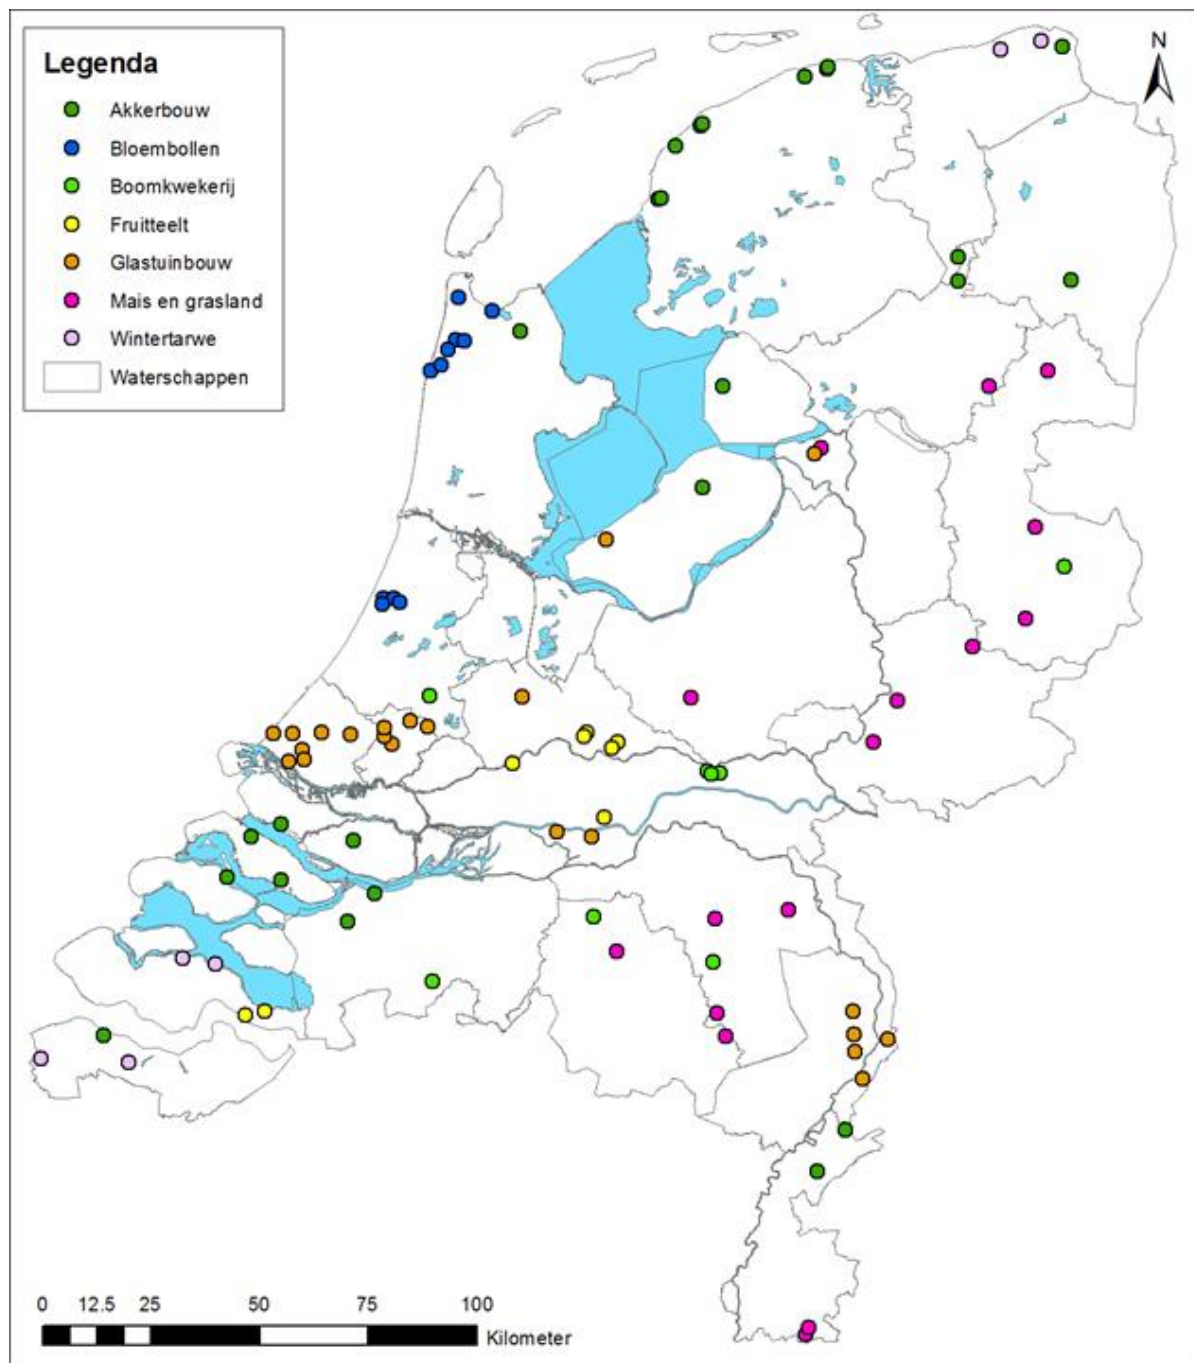 Legenda
Akkerbouw
Bloembollen
Boomkwekerij
Fruitteelt
Glastuinbouw
Mais en grasland
Wintertarwe
Waterschappen
N
0 12.5 25 50 75 100
Kilometer